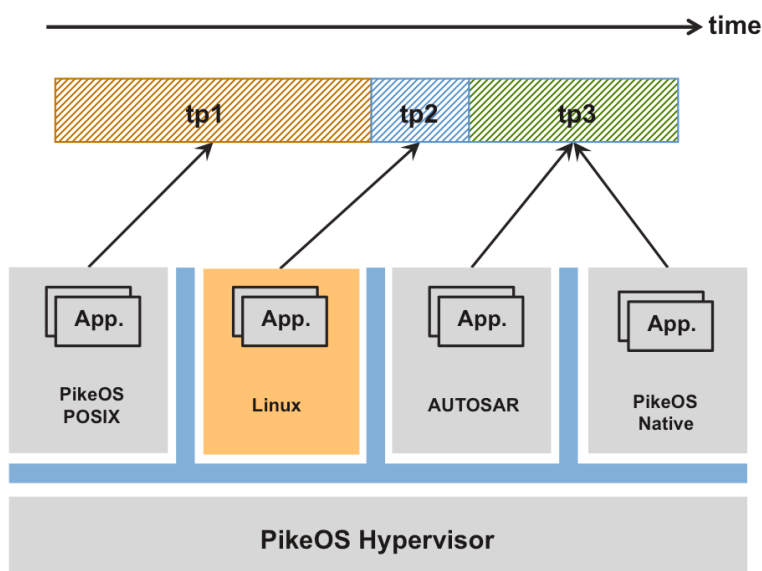 time
tp1 tp2 tp3
App. App. App. App.
PikeOS
POSIX
Linux
AUTOSAR
PikeOS
Native
PikeOS Hypervisor